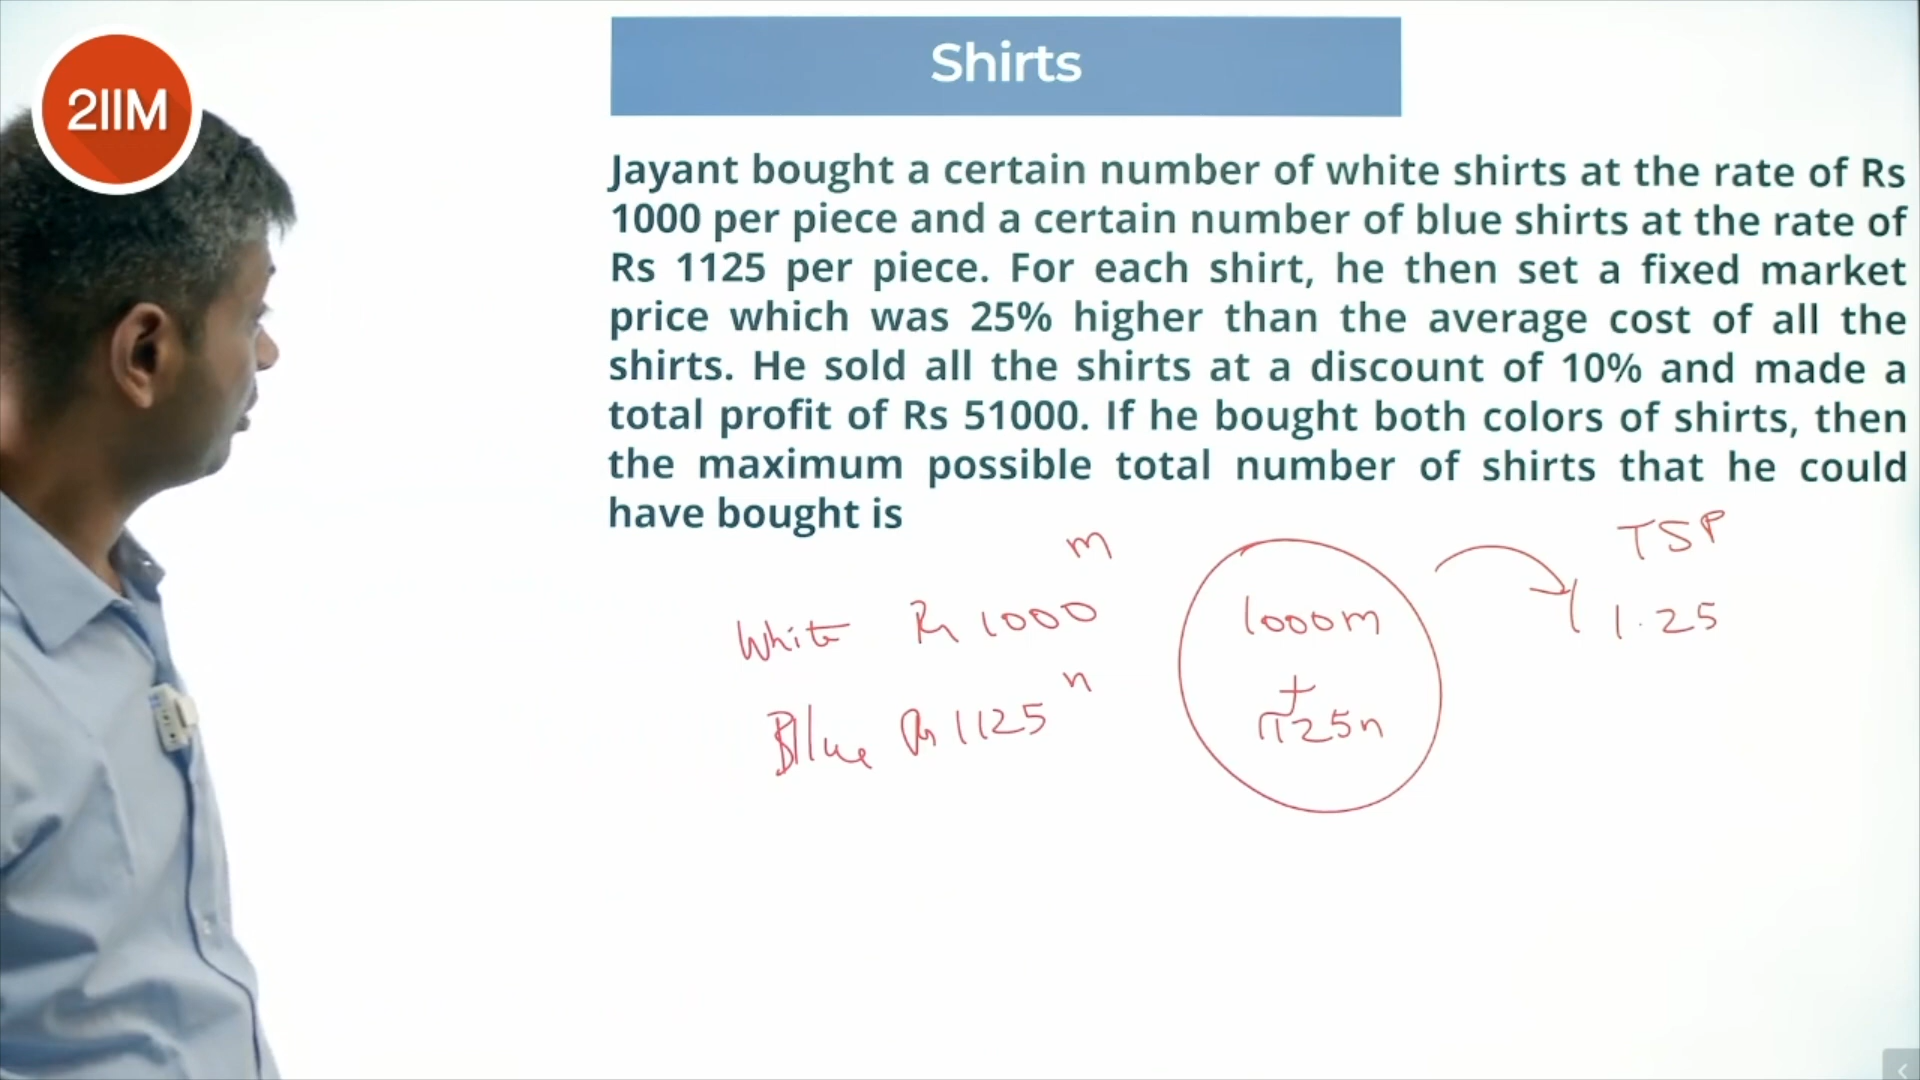 2IIM
Shirts
Jayant bought a certain number of white shirts at the rate of Rs
1000 per piece and a certain number of blue shirts at the rate of
Rs 1125 per piece. For each shirt, he then set a fixed market
price which was 25% higher than the average cost of all the
shirts. He sold all the shirts at a discount of 10% and made a
total profit of Rs 51000. If he bought both colors of shirts, then
the maximum possible total number of shirts that he could
have bought is
TSP
m
White Rs 1000
1000m
( 1.25
n
+
Blue Rs 1125
1125n